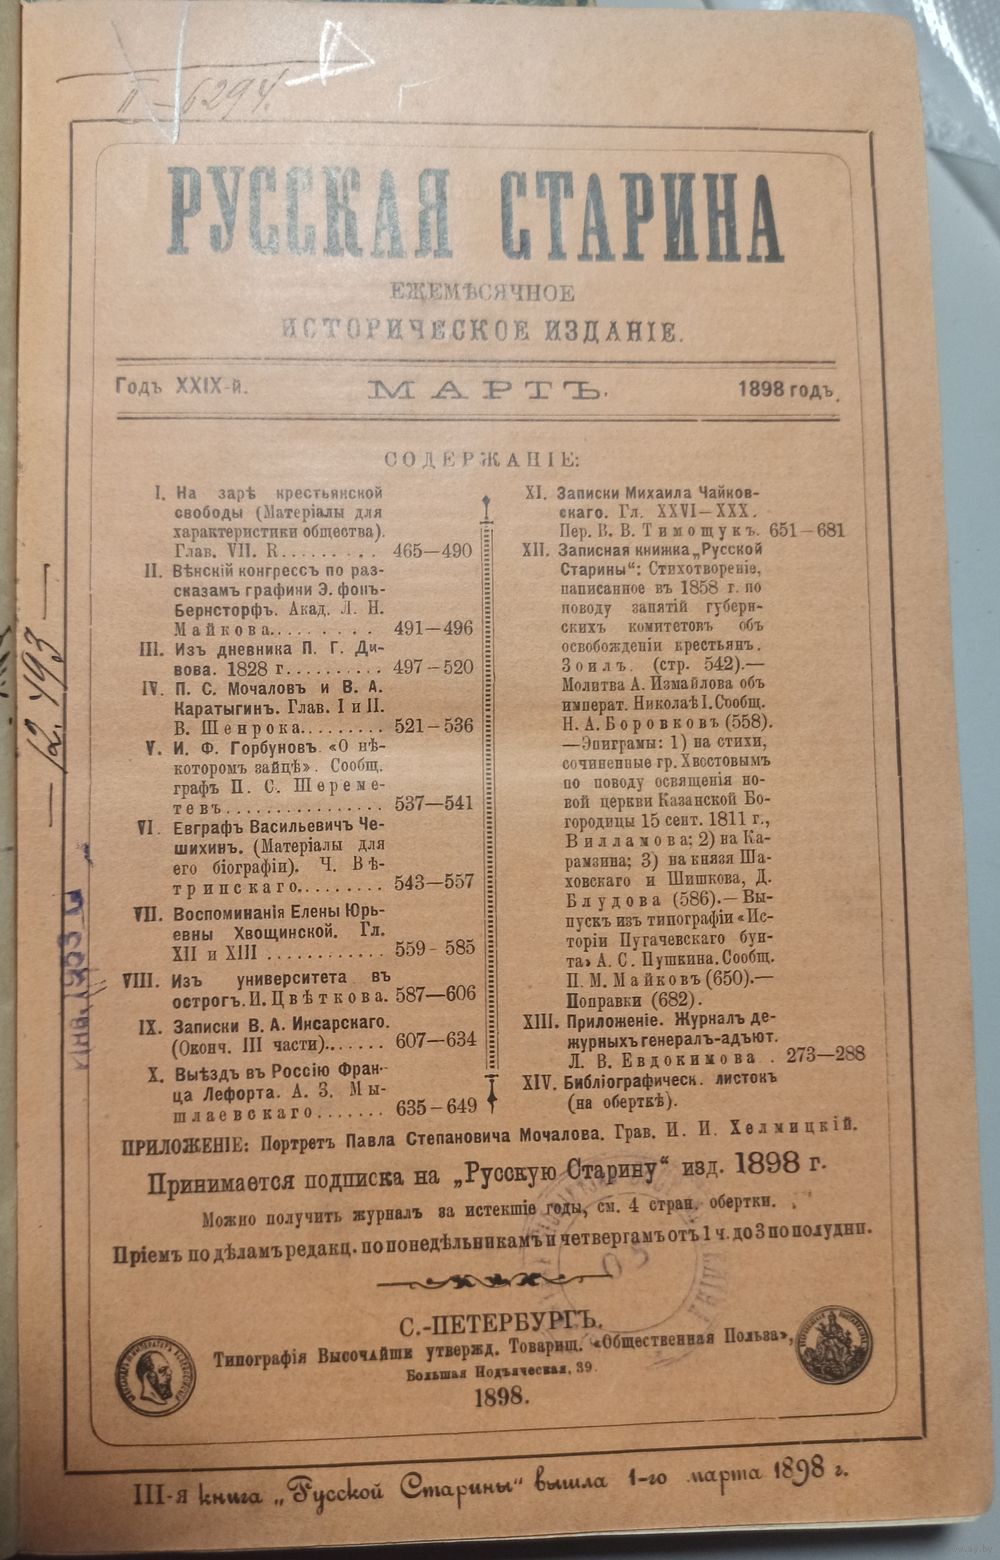 П–6294.
РУССКАЯ СТАРИНА
ЕЖЕМѢСЯЧНОЕ
ИСТОРИЧЕСКОЕ ИЗДАНІЕ.
Годъ XXIX-й.
МАРТЪ.
1898 годъ.
СОДЕРЖАНІЕ:
I. На зарѣ крестьянской
свободы (Матеріалы для
характеристики общества).
Глав. VII. R......... 465—490
II. Вѣнскій конгрессъ по раз-
сказамъ графини Э. фонъ-
Бернсторфъ. Акад. Л. Н.
Майкова.......... 491—496
III. Изъ дневника П. Г. Ди-
вова. 1828 г.......... 497—520
IV. П. С. Мочаловъ и В. А.
Каратыгинъ. Глав. I и II.
В. Шенрока......... 521—536
V. И. Ф. Горбуновъ. «О нѣ-
которомъ зайцѣ». Сообщ.
графъ П. С. Шереме-
тевъ................ 537—541
VI. Евграфъ Васильевичъ Че-
шихинъ. (Матеріалы для
его біографіи). Ч. Вѣ-
тринскаго......... 543—557
VII. Воспоминанія Елены Юрь-
евны Хвощинской. Гл.
XII и XIII ............ 559-585
VIII. Изъ университета въ
острогъ. И. Цвѣткова. 587—606
IX. Записки В. А. Инсарскаго.
(Оконч. III части)....... 607—634
X. Выѣздъ въ Россію Фран-
ца Лефорта. А. З. Мы-
шлаевскаго....... 635—649
XI. Записки Михаила Чайков-
скаго. Гл. XXVI—XXX.
Пер. В. В. Тимощукъ. 651—681
XII. Записная книжка „Русской
Старины“: Стихотвореніе,
написанное въ 1858 г. по
поводу занятій губерн-
скихъ комитетовъ объ
освобожденіи крестьянъ.
Зоилъ. (стр. 542).—
Молитва А. Измайлова объ
императ. Николаѣ I. Сообщ.
Н. А. Боровковъ (558).
—Эпиграмы: 1) на стихи,
сочиненные гр. Хвостовымъ
по поводу освященія но-
вой церкви Казанской Бо-
городицы 15 сент. 1811 г.,
Вилламова; 2) на Ка-
рамзина; 3) на князя Ша-
ховскаго и Шишкова, Д.
Блудова (586).—Вы-
пускъ изъ типографіи «Ис-
торіи Пугачевскаго бун-
та» А. С. Пушкина. Сообщ.
П. М. Майковъ (650).—
Поправки (682).
XIII. Приложеніе. Журналъ де-
журныхъ генералъ-адъют.
Л. В. Евдокимова . 273—288
XIV. Библіографическ. листокъ
(на оберткѣ).
ПРИЛОЖЕНІЕ: Портретъ Павла Степановича Мочалова. Грав. И. И. Хелмицкій.
Принимается подписка на „Русскую Старину“ изд. 1898 г.
Можно получить журналъ за истекшіе годы, см. 4 стран. обертки.
Пріемъ по дѣламъ редакц. по понедѣльникамъ и четвергамъ отъ 1 ч. до 3 по полудни.
С.-ПЕТЕРБУРГЪ.
Типографія Высочайше утвержд. Товарищ. «Общественная Польза»,
Большая Подъяческая, 39.
1898.
III-я книга „Русской Старины“ вышла 1-го марта 1898 г.
— 12.493 —